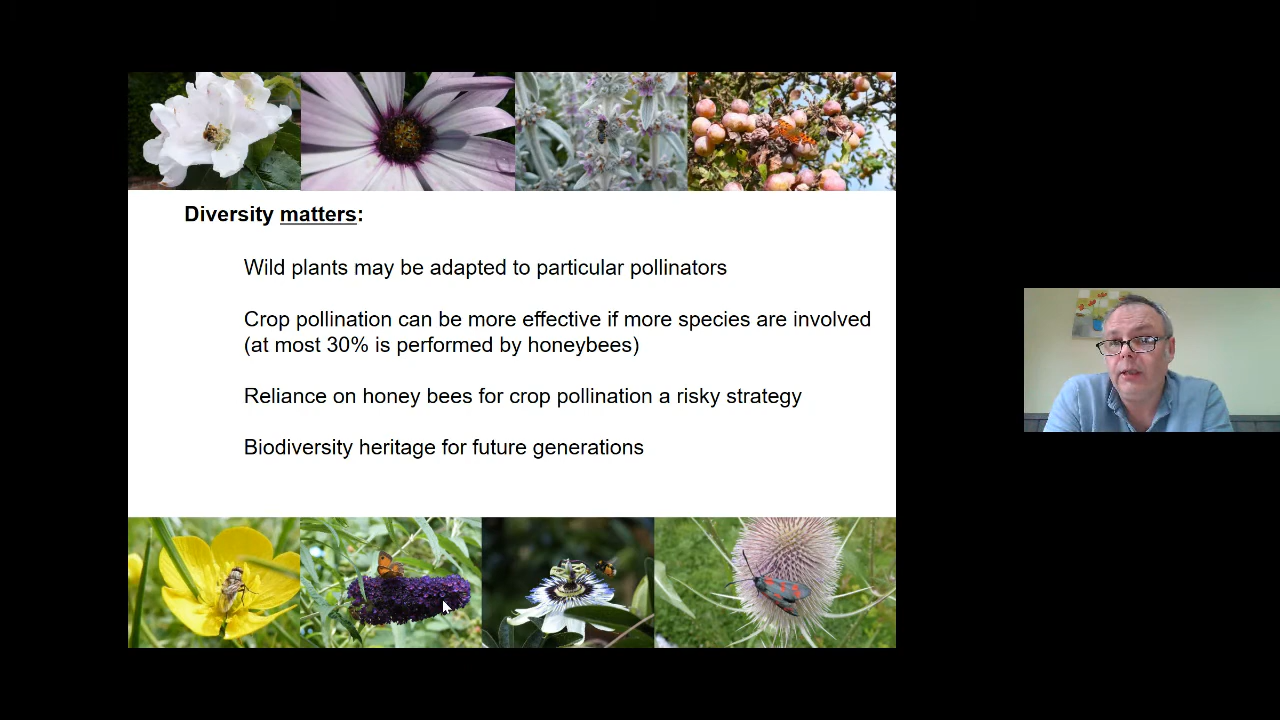 Diversity matters:
Wild plants may be adapted to particular pollinators
Crop pollination can be more effective if more species are involved
(at most 30% is performed by honeybees)
Reliance on honey bees for crop pollination a risky strategy
Biodiversity heritage for future generations